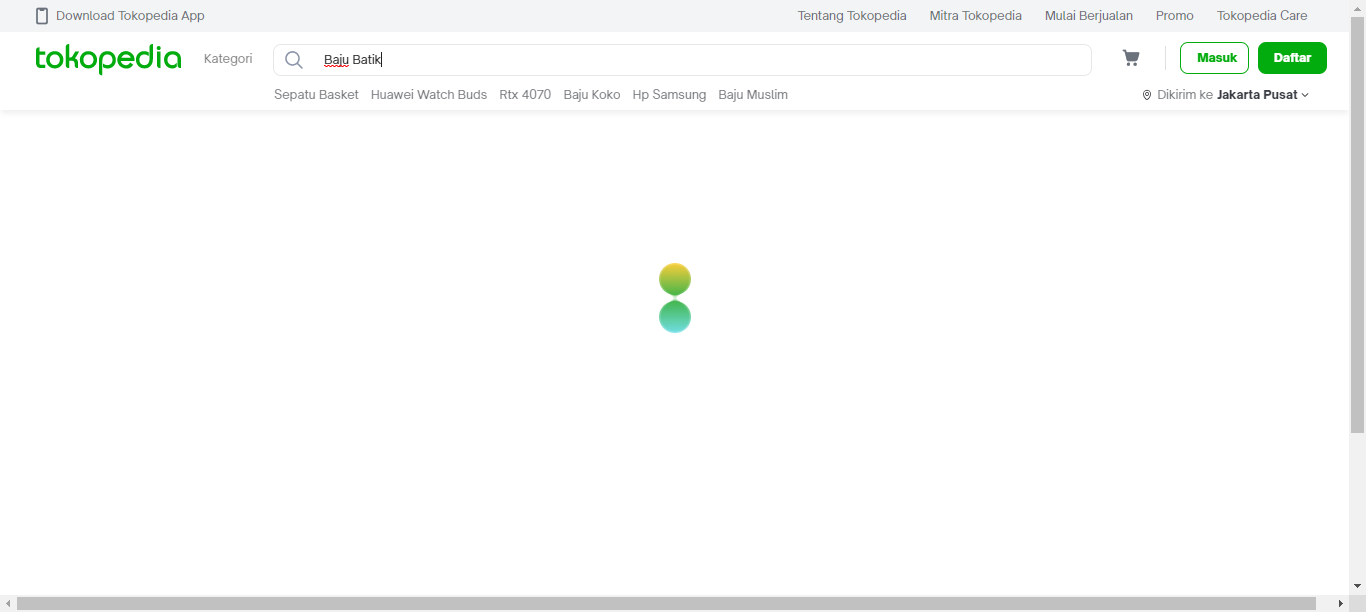 Download Tokopedia App Tentang Tokopedia Mitra Tokopedia Mulai Berjualan Promo Tokopedia Care
tokopedia Kategori Baju Batik Masuk Daftar
Sepatu Basket Huawei Watch Buds Rtx 4070 Baju Koko Hp Samsung Baju Muslim Dikirim ke Jakarta Pusat